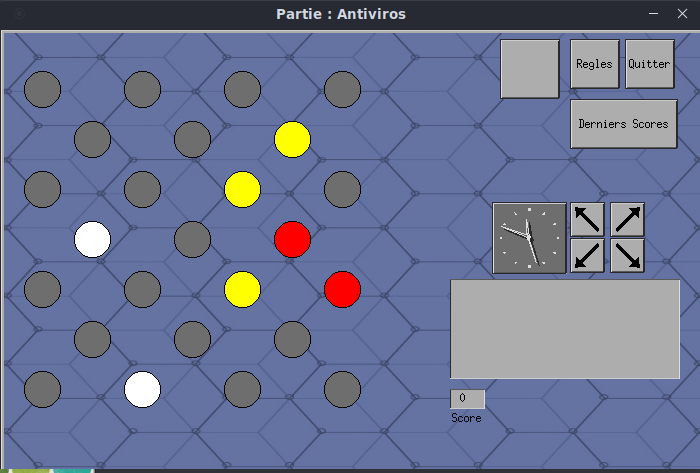 Partie : Antiviros
Regles
Quitter
Derniers Scores
0
Score